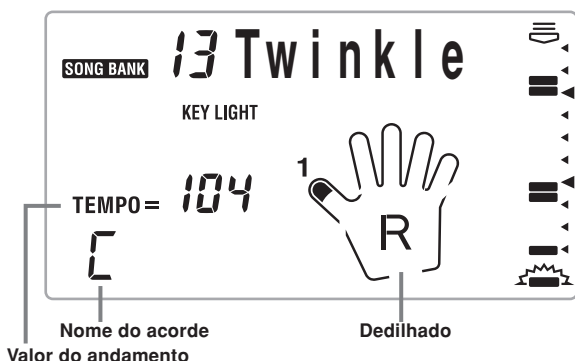 SONG BANK 13 Twinkle
KEY LIGHT
1
TEMPO= 104
R
C
Nome do acorde
Dedilhado
Valor do andamento